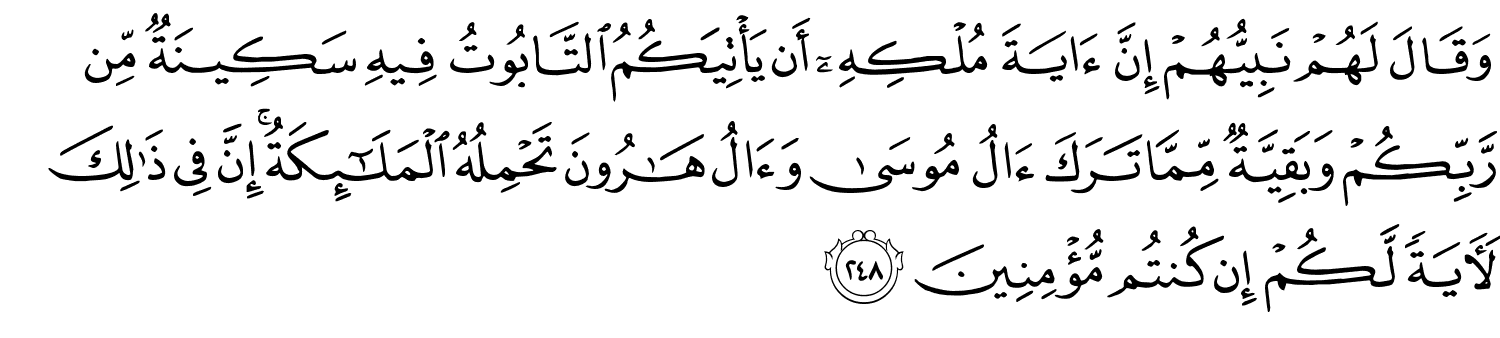 وَقَالَ لَهُمۡ نَبِيُّهُمۡ إِنَّ ءَايَةَ مُلۡكِهِۦٓ أَن يَأۡتِيَكُمُ ٱلتَّابُوتُ فِيهِ سَكِينَةٞ مِّن
رَّبِّكُمۡ وَبَقِيَّةٞ مِّمَّا تَرَكَ ءَالُ مُوسَىٰ وَءَالُ هَٰرُونَ تَحۡمِلُهُ ٱلۡمَلَٰٓئِكَةُۚ إِنَّ فِي ذَٰلِكَ
لَأٓيَةٗ لَّكُمۡ إِن كُنتُم مُّؤۡمِنِينَ ٢٤٨